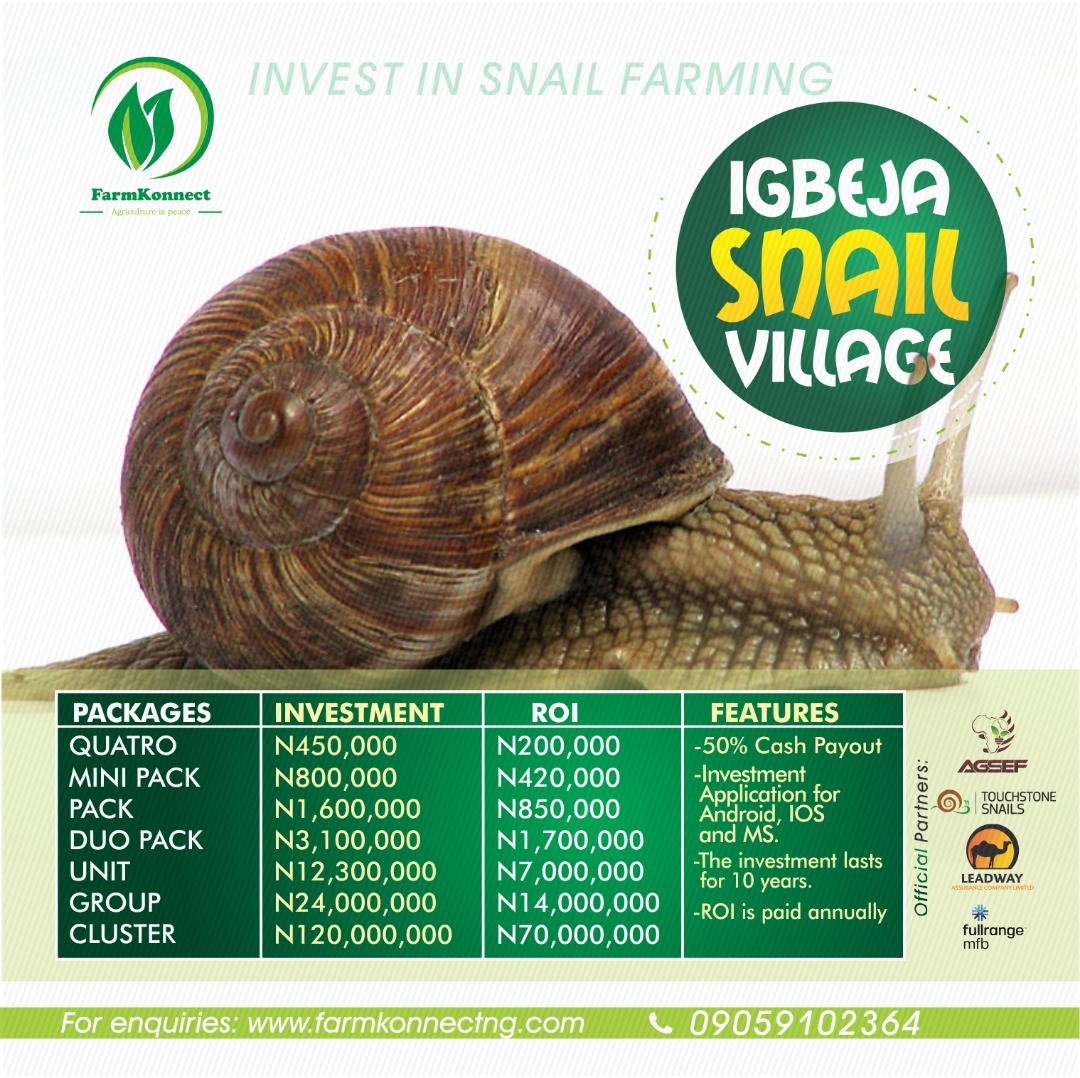 INVEST IN SNAIL FARMING
FarmKonnect
Agriculture is peace
IGBEJA
SNAIL
VILLAGE
PACKAGES INVESTMENT ROI FEATURES
QUATRO N450,000 N200,000
MINI PACK N800,000 N420,000
PACK N1,600,000 N850,000
DUO PACK N3,100,000 N1,700,000
UNIT N12,300,000 N7,000,000
GROUP N24,000,000 N14,000,000
CLUSTER N120,000,000 N70,000,000
-50% Cash Payout
-Investment
Application for
Android, IOS
and MS.
-The investment lasts
for 10 years.
-ROI is paid annually
Official Partners:
AGSEF
TOUCHSTONE
SNAILS
LEADWAY
ASSURANCE COMPANY LIMITED
fullrange
mfb
For enquiries: www.farmkonnectng.com 09059102364